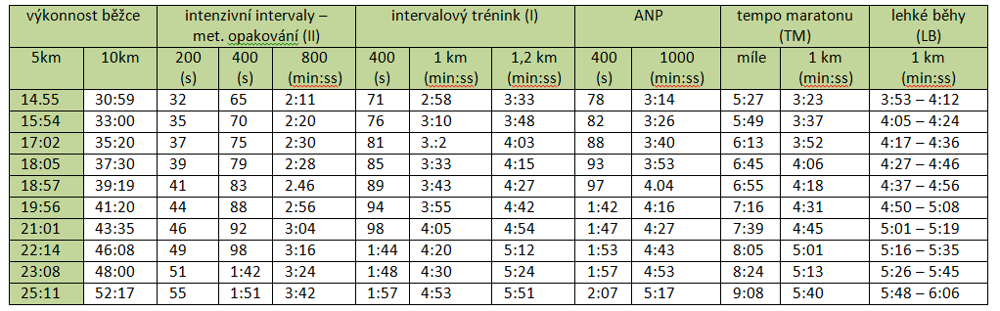 výkonnost běžce intenzivní intervaly – intervalový trénink (I) ANP tempo maratonu lehké běhy
met. opakování (II) (TM) (LB)
5km 10km 200 400 800 400 1 km 1,2 km 400 1000 míle 1 km 1 km
(s) (s) (min:ss) (s) (min:ss) (min:ss) (s) (min:ss) (min:ss) (min:ss)
14.55 30:59 32 65 2:11 71 2:58 3:33 78 3:14 5:27 3:23 3:53 – 4:12
15:54 33:00 35 70 2:20 76 3:10 3:48 82 3:26 5:49 3:37 4:05 – 4:24
17:02 35:20 37 75 2:30 81 3.:2 4:03 88 3:40 6:13 3:52 4:17 – 4:36
18:05 37:30 39 79 2:28 85 3:33 4:15 93 3:53 6:45 4:06 4:27 – 4:46
18:57 39:19 41 83 2.46 89 3:43 4:27 97 4.04 6:55 4:18 4:37 – 4:56
19:56 41:20 44 88 2:56 94 3:55 4:42 1:42 4:16 7:16 4:31 4:50 – 5:08
21:01 43:35 46 92 3:04 98 4:05 4:54 1:47 4:27 7:39 4:45 5:01 – 5:19
22:14 46:08 49 98 3:16 1:44 4:20 5:12 1:53 4:43 8:05 5:01 5:16 – 5:35
23:08 48:00 51 1:42 3:24 1:48 4:30 5:24 1:57 4:53 8:24 5:13 5:26 – 5:45
25:11 52:17 55 1:51 3:42 1:57 4:53 5:51 2:07 5:17 9:08 5:40 5:48 – 6:06